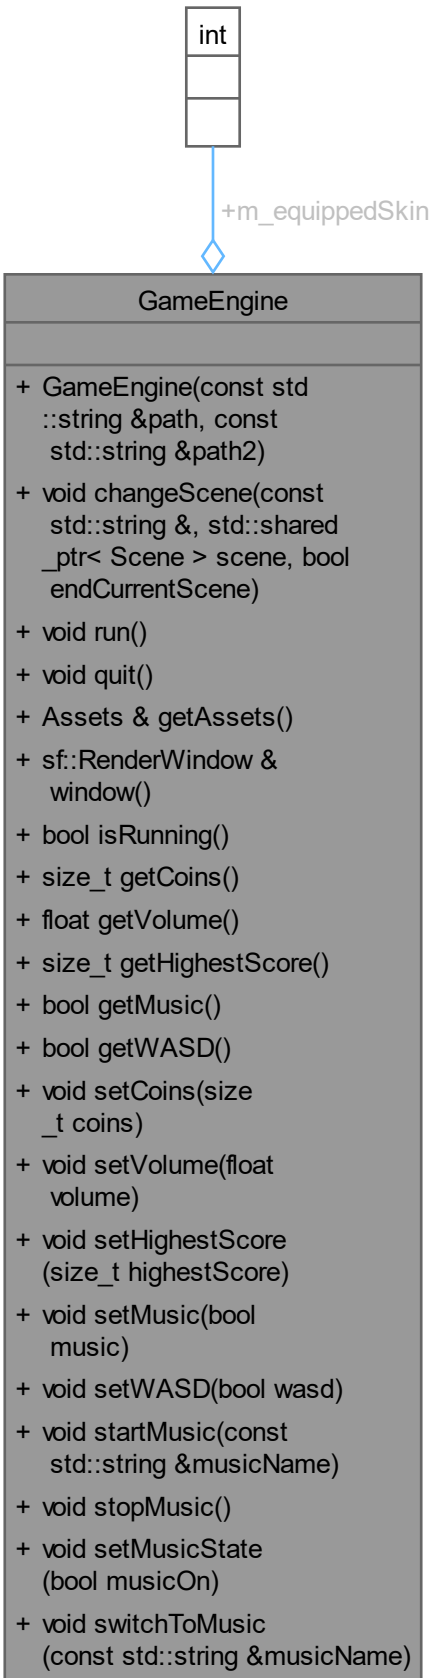 int
+m_equippedSkin
GameEngine
+ GameEngine(const std
::string &path, const
std::string &path2)
+ void changeScene(const
std::string &, std::shared
_ptr< Scene > scene, bool
endCurrentScene)
+ void run()
+ void quit()
+ Assets & getAssets()
+ sf::RenderWindow &
window()
+ bool isRunning()
+ size_t getCoins()
+ float getVolume()
+ size_t getHighestScore()
+ bool getMusic()
+ bool getWASD()
+ void setCoins(size
_t coins)
+ void setVolume(float
volume)
+ void setHighestScore
(size_t highestScore)
+ void setMusic(bool
music)
+ void setWASD(bool wasd)
+ void startMusic(const
std::string &musicName)
+ void stopMusic()
+ void setMusicState
(bool musicOn)
+ void switchToMusic
(const std::string &musicName)